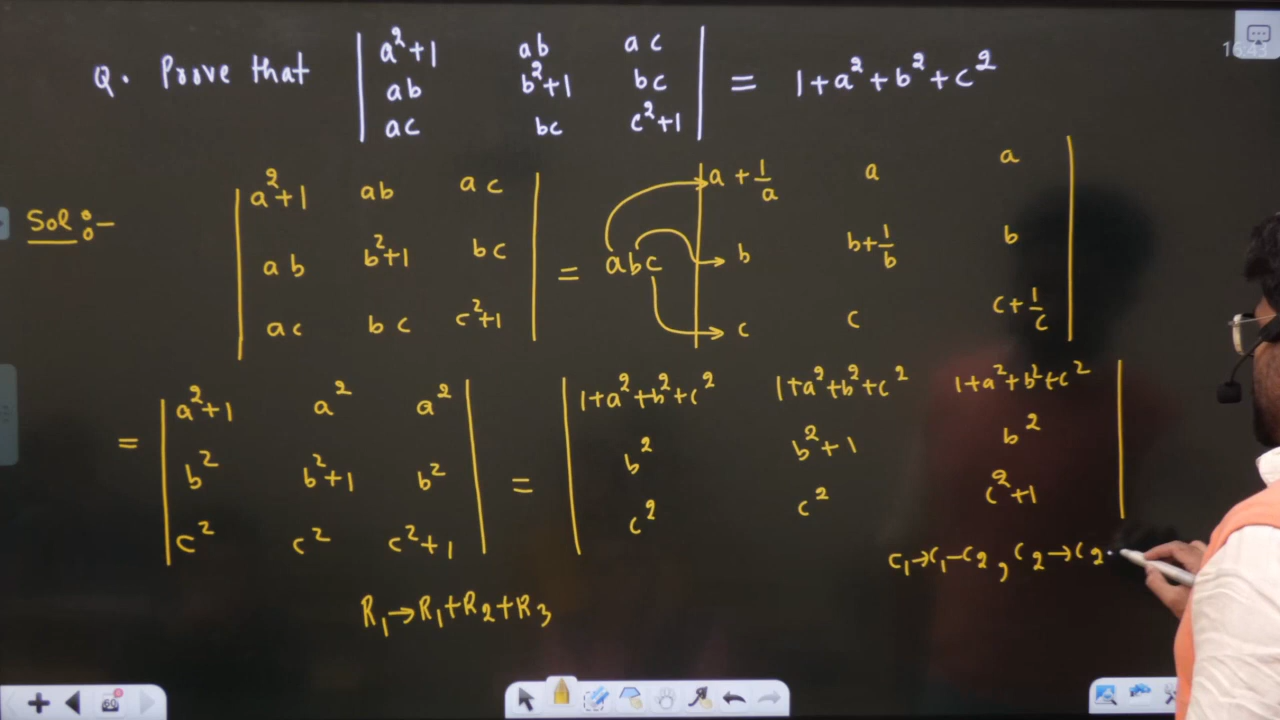 16:43
Q. Prove that | a²+1 ab ac | = 1+a²+b²+c²
| ab b²+1 bc |
| ac bc c²+1 |
Sol:-
| a²+1 ab ac | = abc | a+1/a a a |
| ab b²+1 bc | | b b+1/b b |
| ac bc c²+1 | | c c c+1/c |
= | a²+1 a² a² | = | 1+a²+b²+c² 1+a²+b²+c² 1+a²+b²+c² |
| b² b²+1 b² | | b² b²+1 b² |
| c² c² c²+1 | | c² c² c²+1 |
C₁→C₁-C₂, C₂→C₂
R₁→R₁+R₂+R₃
60